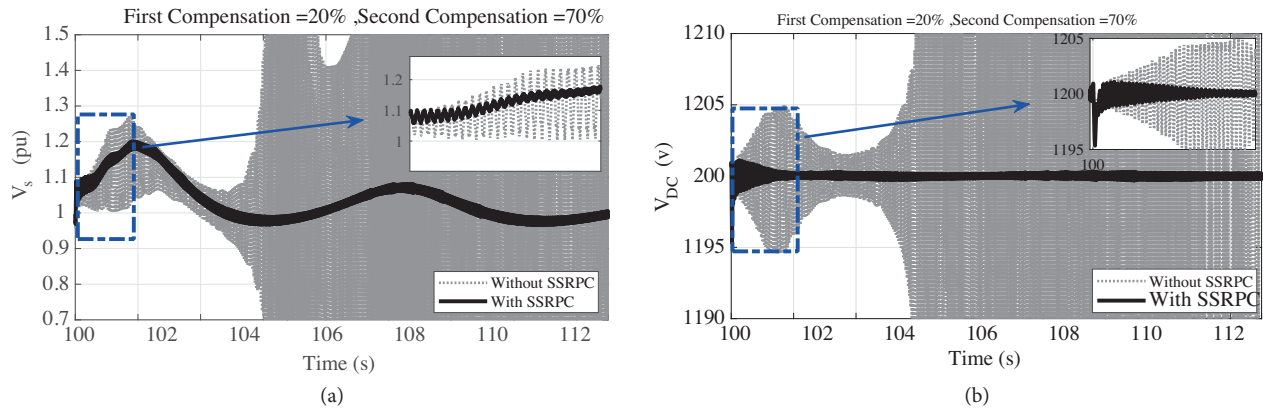 First Compensation =20% ,Second Compensation =70%
1.5
1.4
1.3
1.2
1.1
1
0.9
0.8
0.7
V_s (pu)
1.2
1.1
1
Without SSRPC
With SSRPC
100 102 104 106 108 110 112
Time (s)
(a)
First Compensation =20% ,Second Compensation =70%
1210
1205
200
1195
1190
V_DC (v)
1205
1200
1195
100
Without SSRPC
With SSRPC
100 102 104 106 108 110 112
Time (s)
(b)